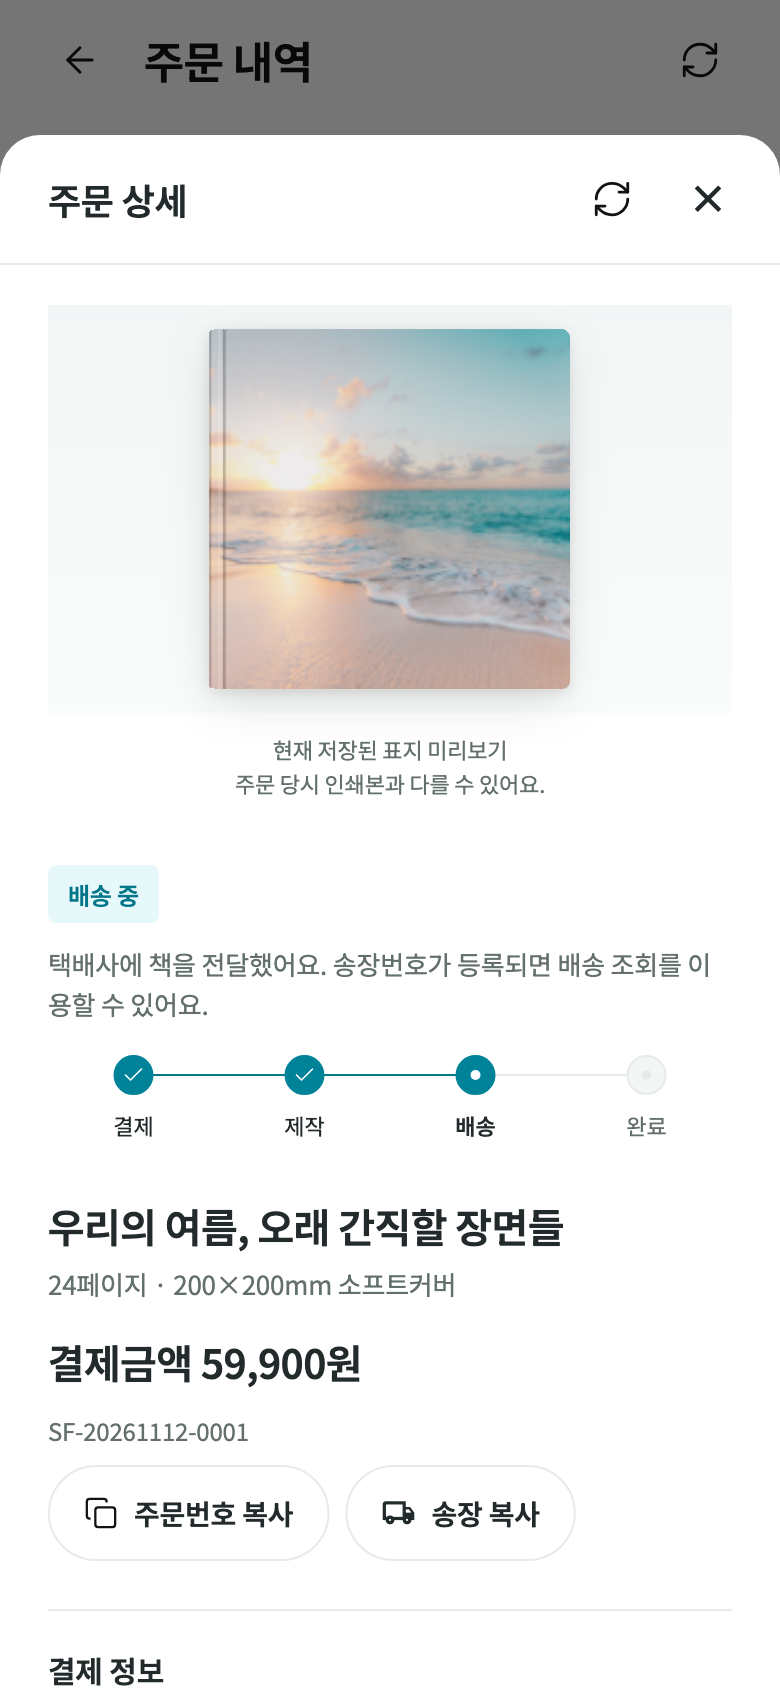 주문 내역
주문 상세
현재 저장된 표지 미리보기
주문 당시 인쇄본과 다를 수 있어요.
배송 중
택배사에 책을 전달했어요. 송장번호가 등록되면 배송 조회를 이
용할 수 있어요.
결제 제작 배송 완료
우리의 여름, 오래 간직할 장면들
24페이지 · 200×200mm 소프트커버
결제금액 59,900원
SF-20261112-0001
주문번호 복사 송장 복사
결제 정보